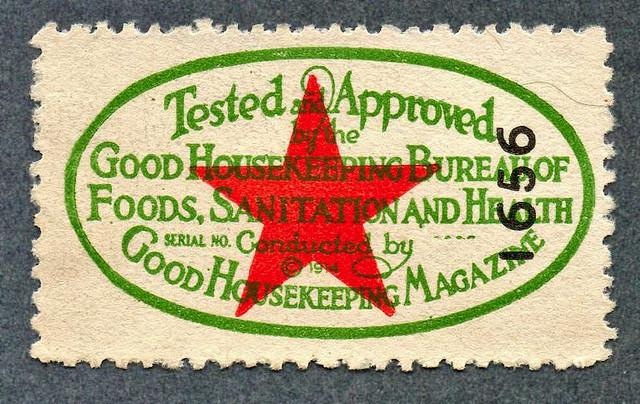 Tested and Approved
by the
GOOD HOUSEKEEPING BUREAU OF
FOODS, SANITATION AND HEALTH
SERIAL NO. Conducted by
© 1914
GOOD HOUSEKEEPING MAGAZINE
1656